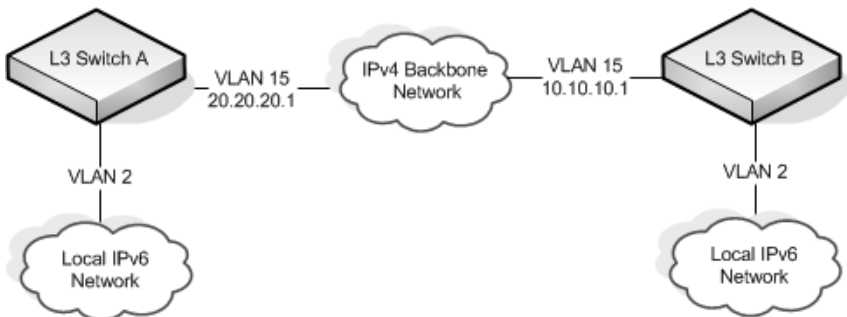 L3 Switch A
VLAN 15
20.20.20.1
IPv4 Backbone
Network
VLAN 15
10.10.10.1
L3 Switch B
VLAN 2
VLAN 2
Local IPv6
Network
Local IPv6
Network